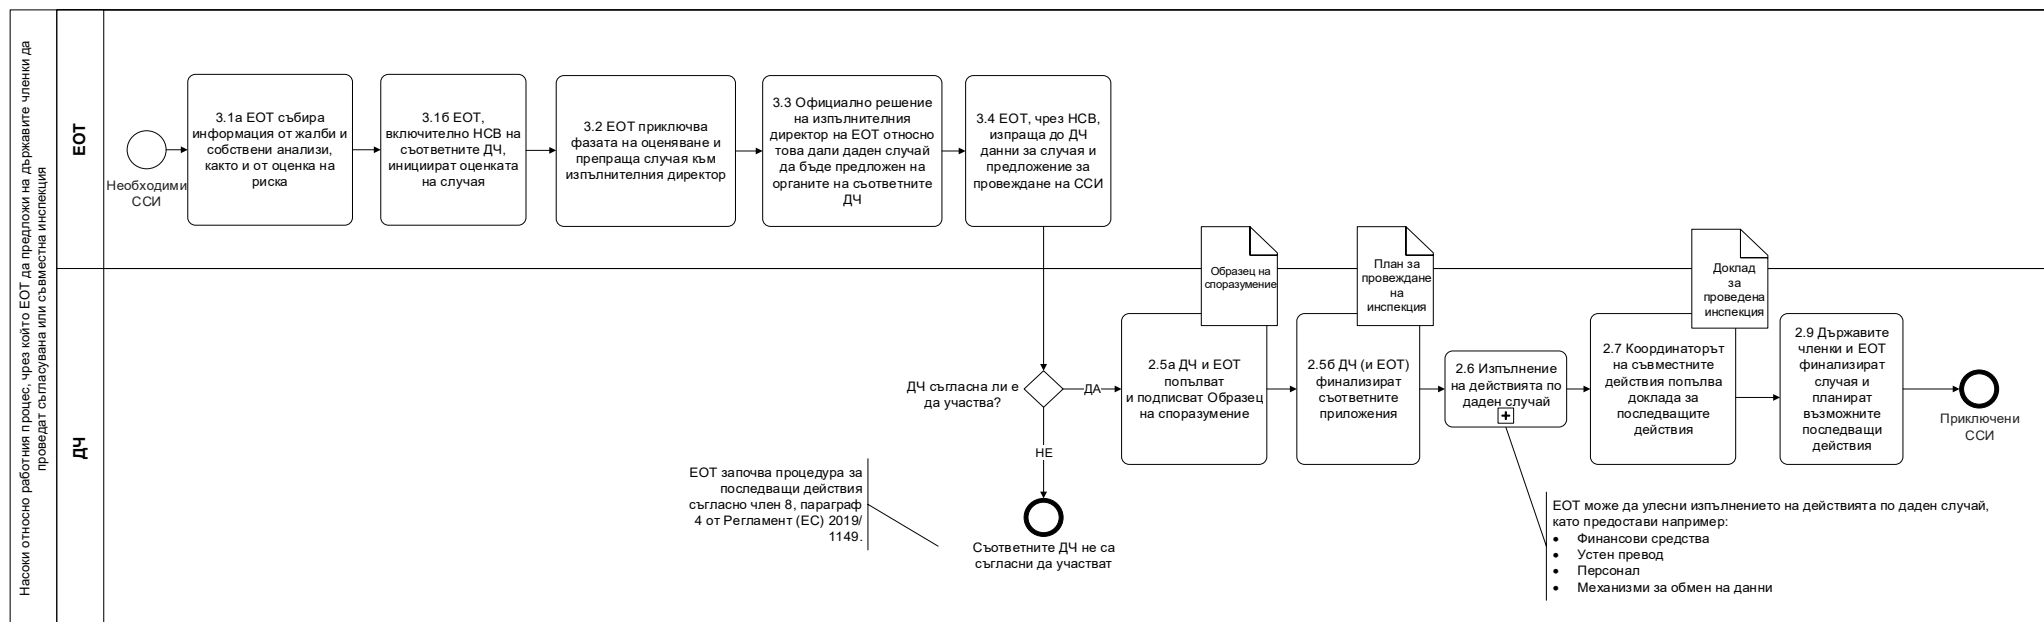 Насоки относно работния процес, чрез който ЕОТ да предложи на държавите членки да
проведат съгласувана или съвместна инспекция
ЕОТ
Необходими
ССИ
3.1а ЕОТ събира
информация от жалби и
собствени анализи,
както и от оценка на
риска
3.1б ЕОТ,
включително НСВ на
съответните ДЧ,
инициират оценката
на случая
3.2 ЕОТ приключва
фазата на оценяване и
препраща случая към
изпълнителния директор
3.3 Официално решение
на изпълнителния
директор на ЕОТ относно
това дали даден случай
да бъде предложен на
органите на съответните
ДЧ
3.4 ЕОТ, чрез НСВ,
изпраща до ДЧ
данни за случая и
предложение за
провеждане на ССИ
ДЧ
ДЧ съгласна ли е
да участва?
ДА
НЕ
ЕОТ започва процедура за
последващи действия
съгласно член 8, параграф
4 от Регламент (ЕС) 2019/
1149.
Съответните ДЧ не са
съгласни да участват
Образец на
споразумение
2.5а ДЧ и ЕОТ
попълват
и подписват Образец
на споразумение
План за
провеждане
на
инспекция
2.5б ДЧ (и ЕОТ)
финализират
съответните
приложения
2.6 Изпълнение
на действията по
даден случай
ЕОТ може да улесни изпълнението на действията по даден случай,
като предостави например:
• Финансови средства
• Устен превод
• Персонал
• Механизми за обмен на данни
Доклад
за
проведена
инспекция
2.7 Координаторът
на съвместните
действия попълва
доклада за
последващите
действия
2.9 Държавите
членки и ЕОТ
финализират
случая и
планират
възможните
последващи
действия
Приключени
ССИ